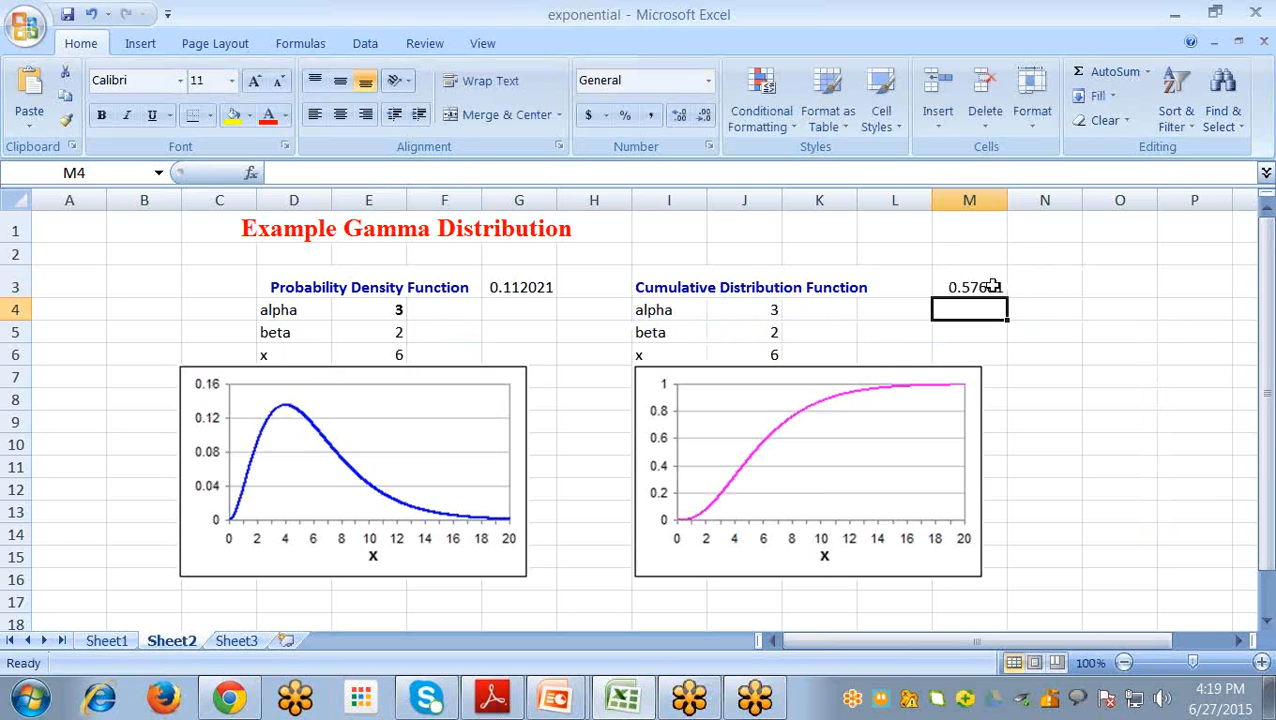 exponential - Microsoft Excel
Home Insert Page Layout Formulas Data Review View
Paste
Clipboard
Calibri 11
B I U
Font
Wrap Text
Merge & Center
Alignment
General
$ % ,
Number
Conditional Formatting
Format as Table
Cell Styles
Styles
Insert Delete Format
Cells
Σ AutoSum
Fill
Clear
Sort & Filter
Find & Select
Editing
M4 fx
A B C D E F G H I J K L M N O P
1 Example Gamma Distribution
2
3 Probability Density Function 0.112021 Cumulative Distribution Function
4 alpha 3 alpha 3
5 beta 2 beta 2
6 x 6 x 6
7
8
9
10
11
12
13
14
15
16
17
18
0.16
0.12
0.08
0.04
0
0 2 4 6 8 10 12 14 16 18 20
X
1
0.8
0.6
0.4
0.2
0
0 2 4 6 8 10 12 14 16 18 20
X
Sheet1 Sheet2 Sheet3
Ready 100%
4:19 PM
6/27/2015